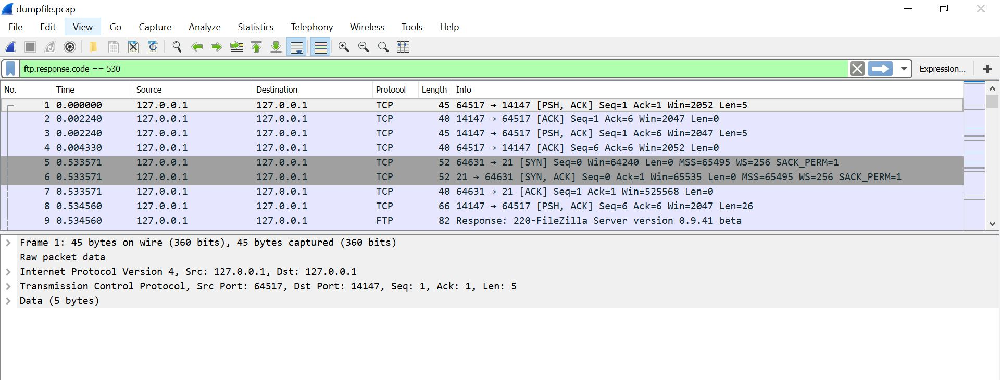 dumpfile.pcap
File Edit View Go Capture Analyze Statistics Telephony Wireless Tools Help
ftp.response.code == 530 Expression...
No. Time Source Destination Protocol Length Info
1 0.000000 127.0.0.1 127.0.0.1 TCP 45 64517 → 14147 [PSH, ACK] Seq=1 Ack=1 Win=2052 Len=5
2 0.002240 127.0.0.1 127.0.0.1 TCP 40 14147 → 64517 [ACK] Seq=1 Ack=6 Win=2047 Len=0
3 0.002240 127.0.0.1 127.0.0.1 TCP 45 14147 → 64517 [PSH, ACK] Seq=1 Ack=6 Win=2047 Len=5
4 0.004330 127.0.0.1 127.0.0.1 TCP 40 64517 → 14147 [ACK] Seq=6 Ack=6 Win=2052 Len=0
5 0.533571 127.0.0.1 127.0.0.1 TCP 52 64631 → 21 [SYN] Seq=0 Win=64240 Len=0 MSS=65495 WS=256 SACK_PERM=1
6 0.533571 127.0.0.1 127.0.0.1 TCP 52 21 → 64631 [SYN, ACK] Seq=0 Ack=1 Win=65535 Len=0 MSS=65495 WS=256 SACK_PERM=1
7 0.533571 127.0.0.1 127.0.0.1 TCP 40 64631 → 21 [ACK] Seq=1 Ack=1 Win=525568 Len=0
8 0.534560 127.0.0.1 127.0.0.1 TCP 66 14147 → 64517 [PSH, ACK] Seq=6 Ack=6 Win=2047 Len=26
9 0.534560 127.0.0.1 127.0.0.1 FTP 82 Response: 220-FileZilla Server version 0.9.41 beta
Frame 1: 45 bytes on wire (360 bits), 45 bytes captured (360 bits)
Raw packet data
Internet Protocol Version 4, Src: 127.0.0.1, Dst: 127.0.0.1
Transmission Control Protocol, Src Port: 64517, Dst Port: 14147, Seq: 1, Ack: 1, Len: 5
Data (5 bytes)